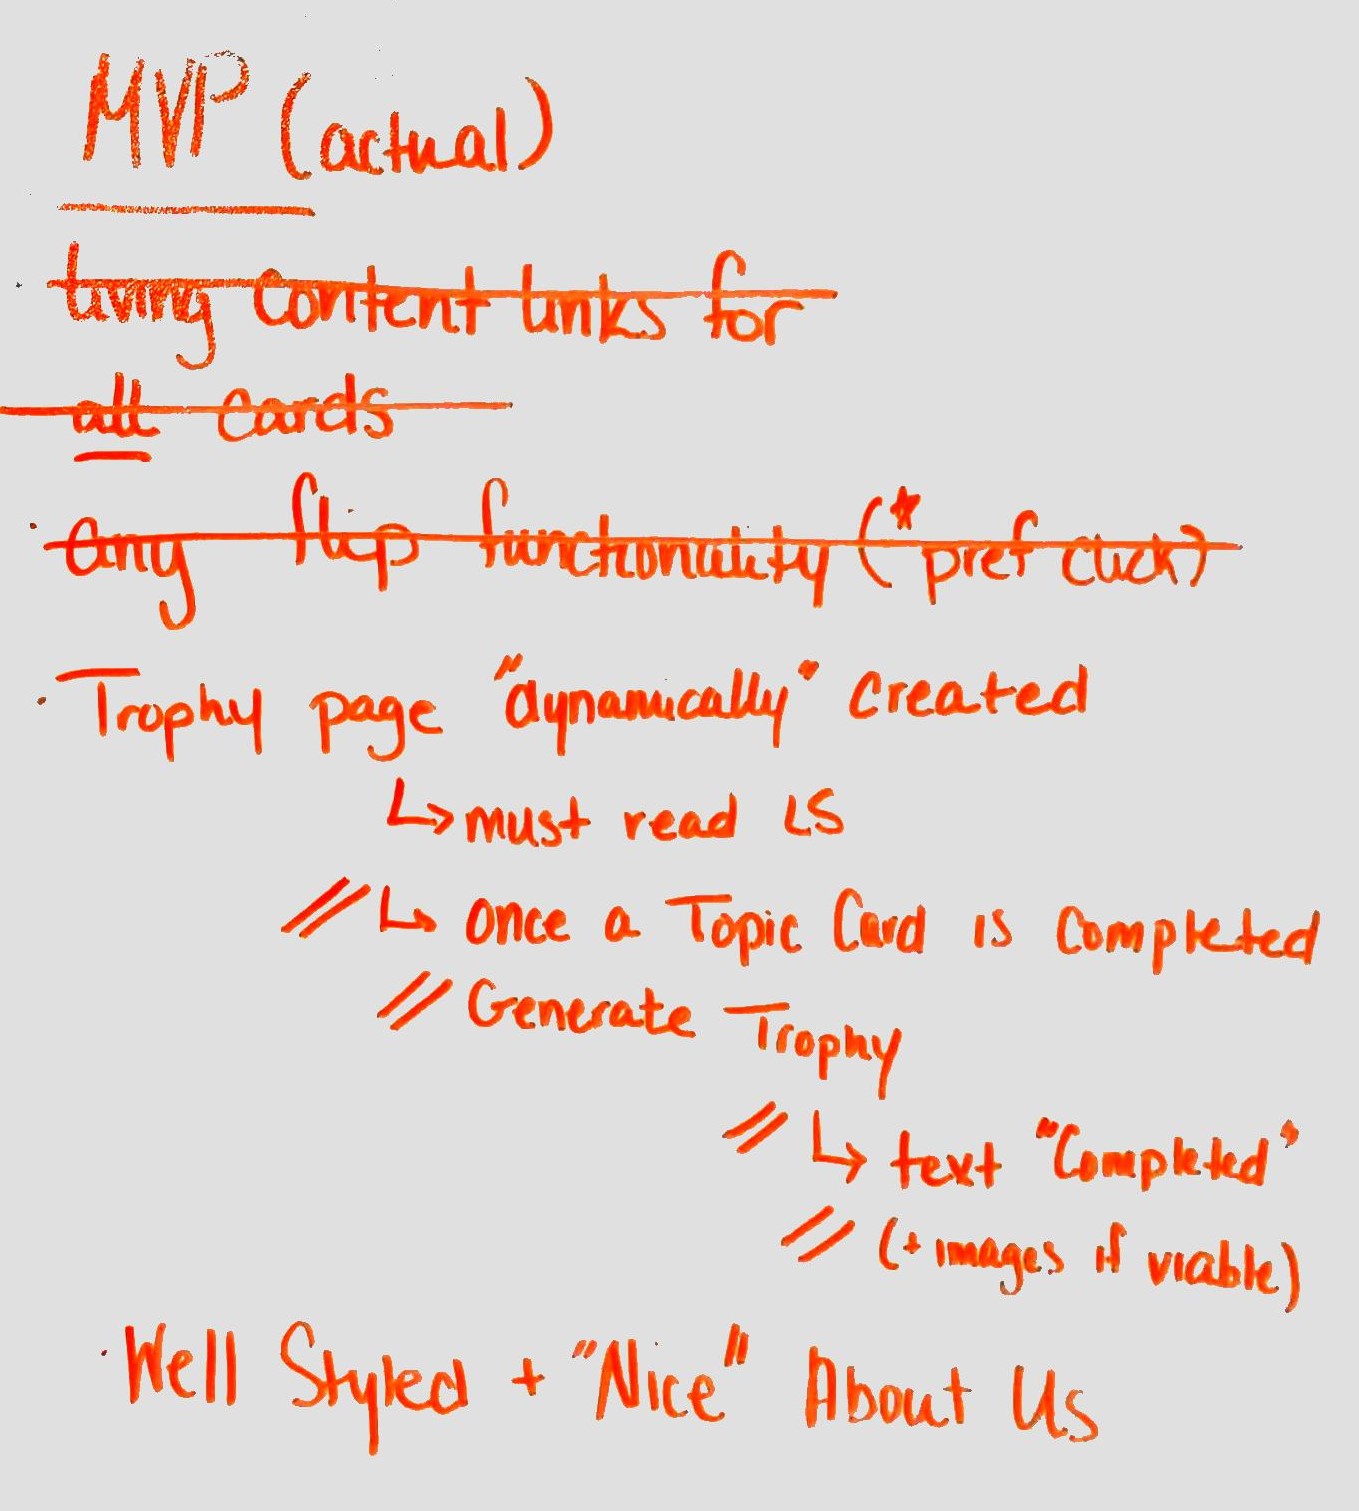 MVP (actual)
· living content links for
all cards
· any flip functionality (* pref click)
· Trophy page "dynamically" created
↳ must read LS
// ↳ once a Topic Card is completed
// Generate Trophy
// ↳ text "Completed"
// (+ images if viable)
· Well Styled + "Nice" About Us